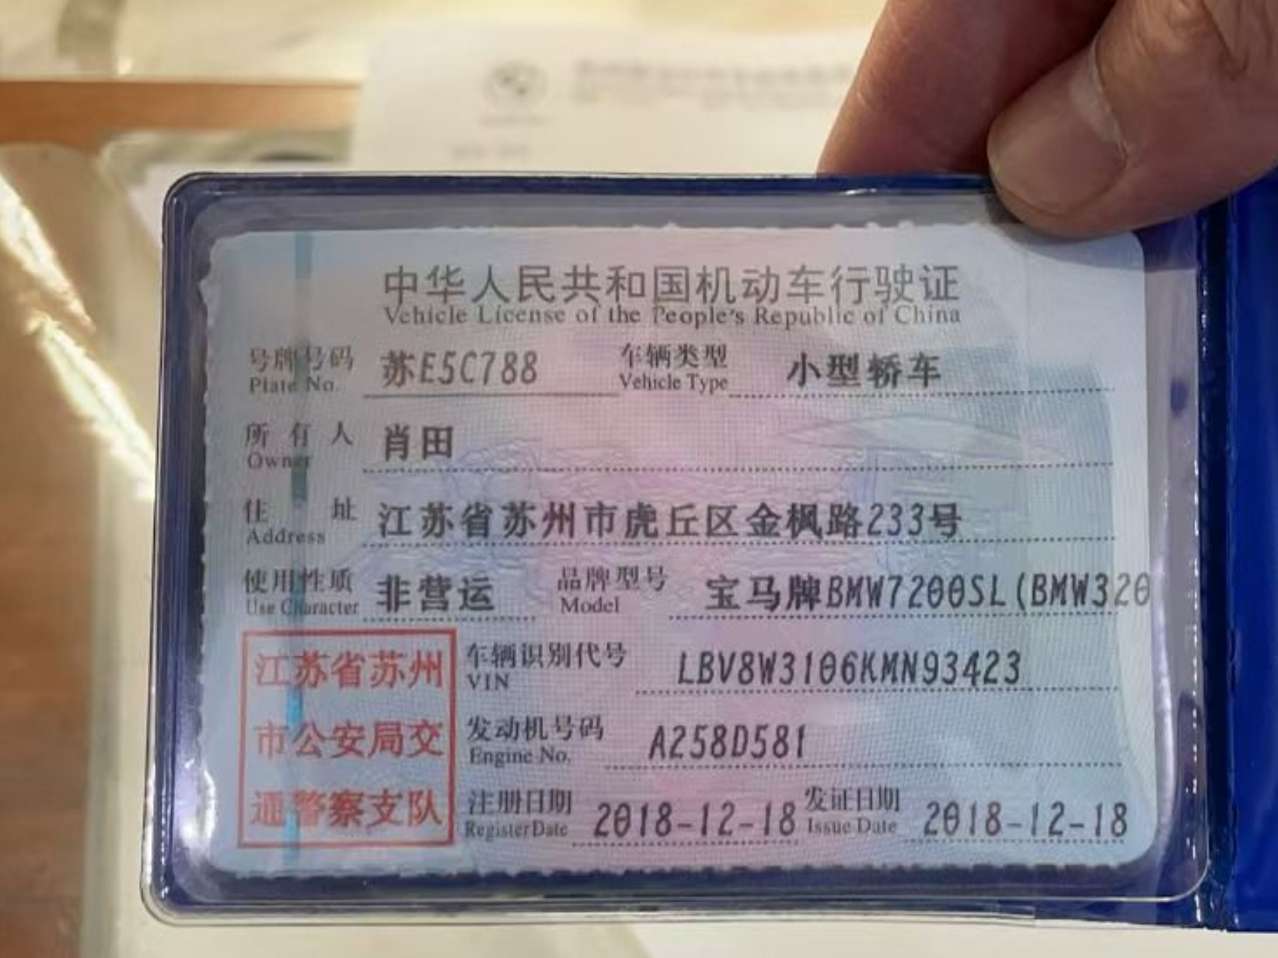 中华人民共和国机动车行驶证
Vehicle License of the People's Republic of China
号牌号码 苏E5C788 车辆类型 小型轿车
Plate No. Vehicle Type
所有人 肖田
Owner
住址 江苏省苏州市虎丘区金枫路233号
Address
使用性质 非营运 品牌型号 宝马牌BMW7200SL(BMW320
Use Character Model
江苏省苏州
市公安局交
通警察支队
车辆识别代号 LBV8W3106KMN93423
VIN
发动机号码 A258D581
Engine No.
注册日期 2018-12-18 发证日期 2018-12-18
Register Date Issue Date